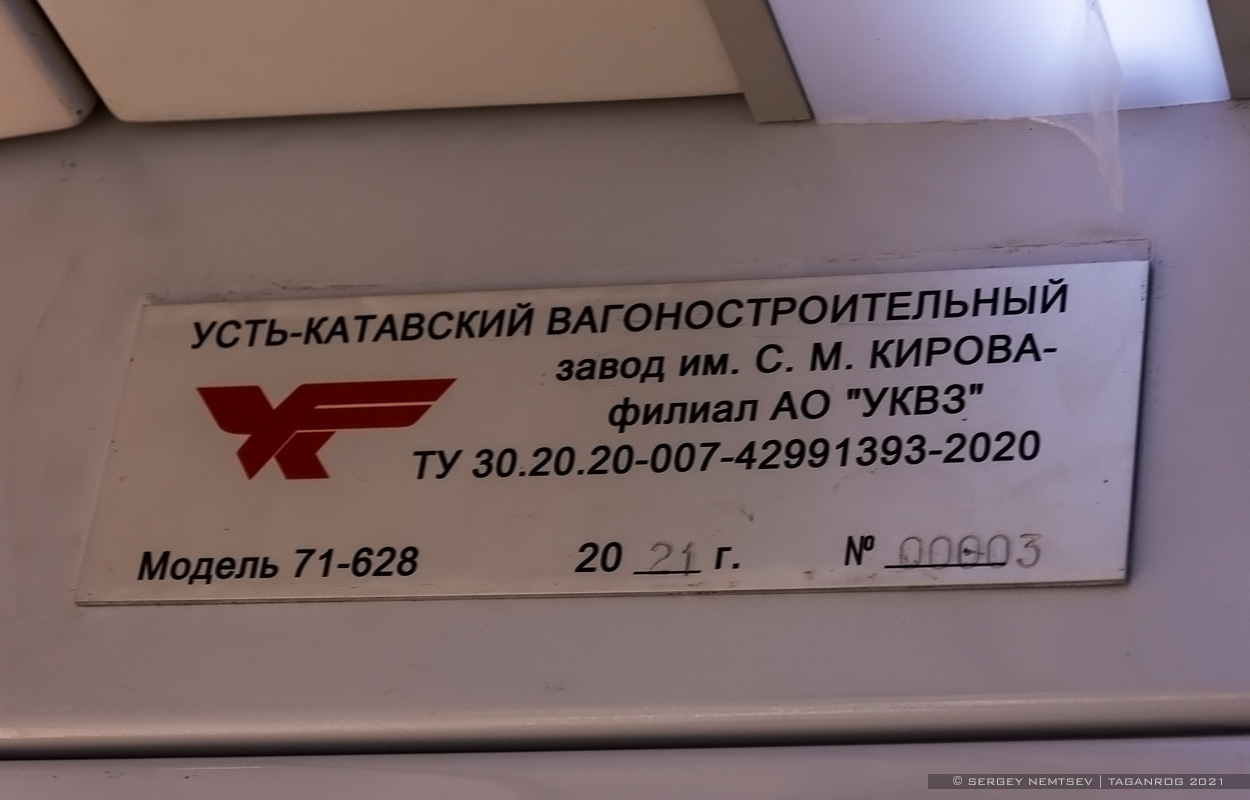 УСТЬ-КАТАВСКИЙ ВАГОНОСТРОИТЕЛЬНЫЙ
завод им. С. М. КИРОВА-
филиал АО "УКВЗ"
ТУ 30.20.20-007-42991393-2020
Модель 71-628 20 21 г. № 00003
© SERGEY NEMTSEV | TAGANROG 2021